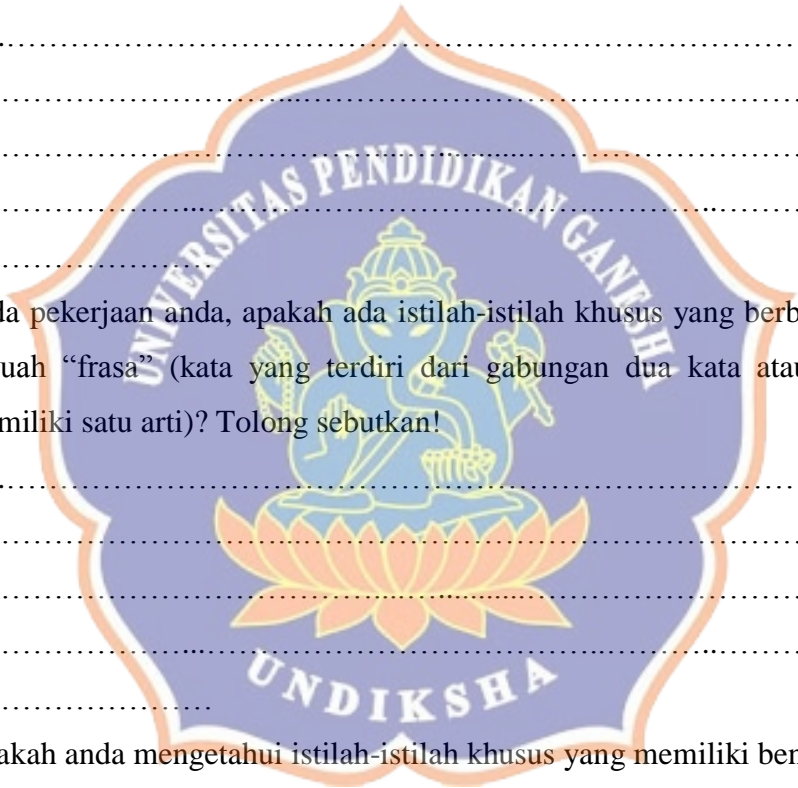 ……………………………………………………………………
……………………………………………………………………
……………………………………………………………………
……………………………………………………………………
…………………
UNIVERSITAS PENDIDIKAN GANESHA
da pekerjaan anda, apakah ada istilah-istilah khusus yang berb
uah “frasa” (kata yang terdiri dari gabungan dua kata atau
miliki satu arti)? Tolong sebutkan!
……………………………………………………………………
……………………………………………………………………
……………………………………………………………………
……………………………………………………………………
…………………
UNDIKSHA
akah anda mengetahui istilah-istilah khusus yang memiliki ben